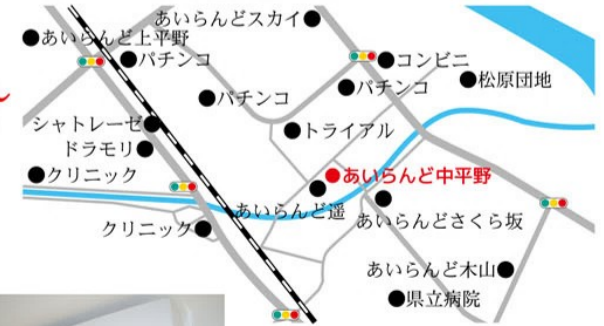 あいらんどスカイ
あいらんど上平野
パチンコ
コンビニ
松原団地
パチンコ
パチンコ
シャトレーゼ
トライアル
ドラモリ
クリニック
あいらんど中平野
あいらんど遥
あいらんどさくら坂
クリニック
あいらんど木山
県立病院